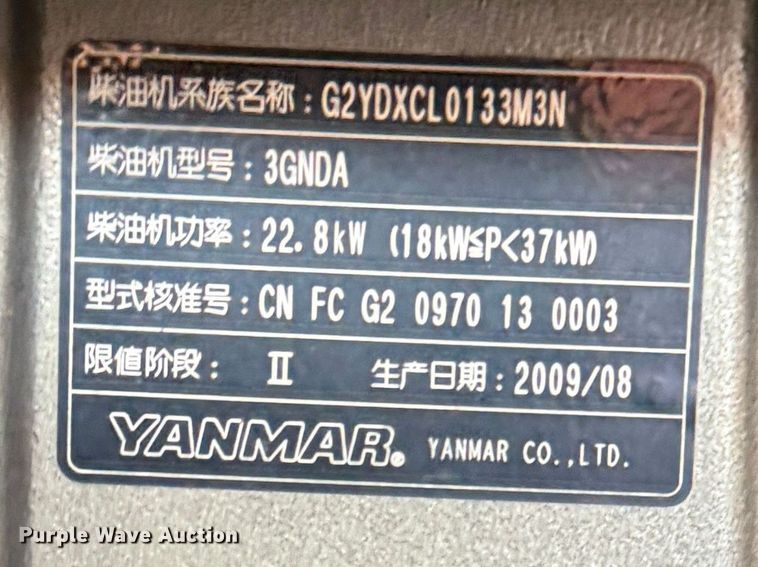 柴油机系族名称：G2YDXCL0133M3N
柴油机型号：3GNDA
柴油机功率：22.8kW (18kW≦P<37kW)
型式核准号：CN FC G2 0970 13 0003
限值阶段： Ⅱ 生产日期：2009/08
YANMAR. YANMAR CO.,LTD.
Purple Wave Auction